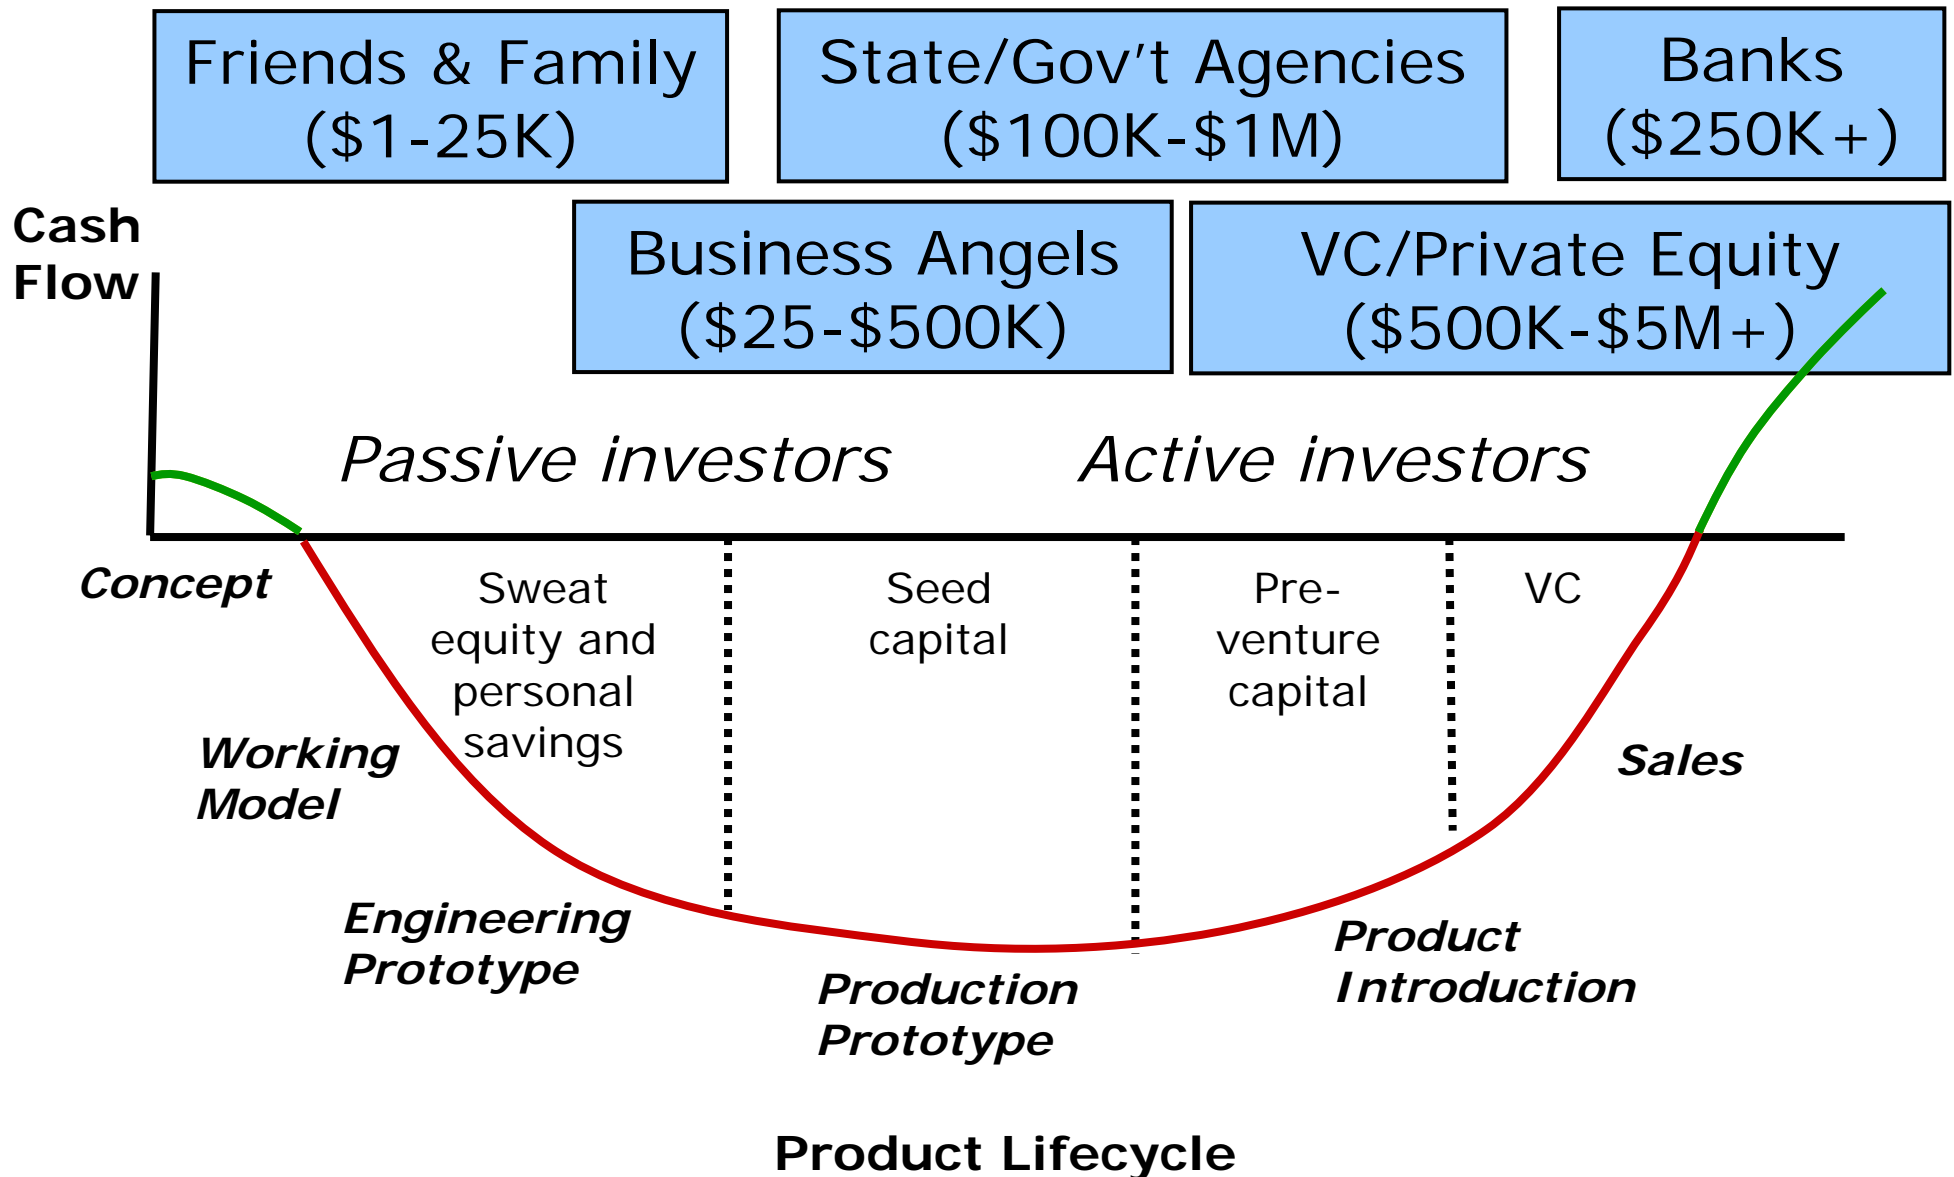 Friends & Family
($1-25K)
State/Gov't Agencies
($100K-$1M)
Banks
($250K+)
Cash
Flow
Business Angels
($25-$500K)
VC/Private Equity
($500K-$5M+)
Passive investors
Active investors
Concept
Sweat
equity and
personal
savings
Seed
capital
Pre-
venture
capital
VC
Working
Model
Sales
Engineering
Prototype
Production
Prototype
Product
Introduction
Product Lifecycle